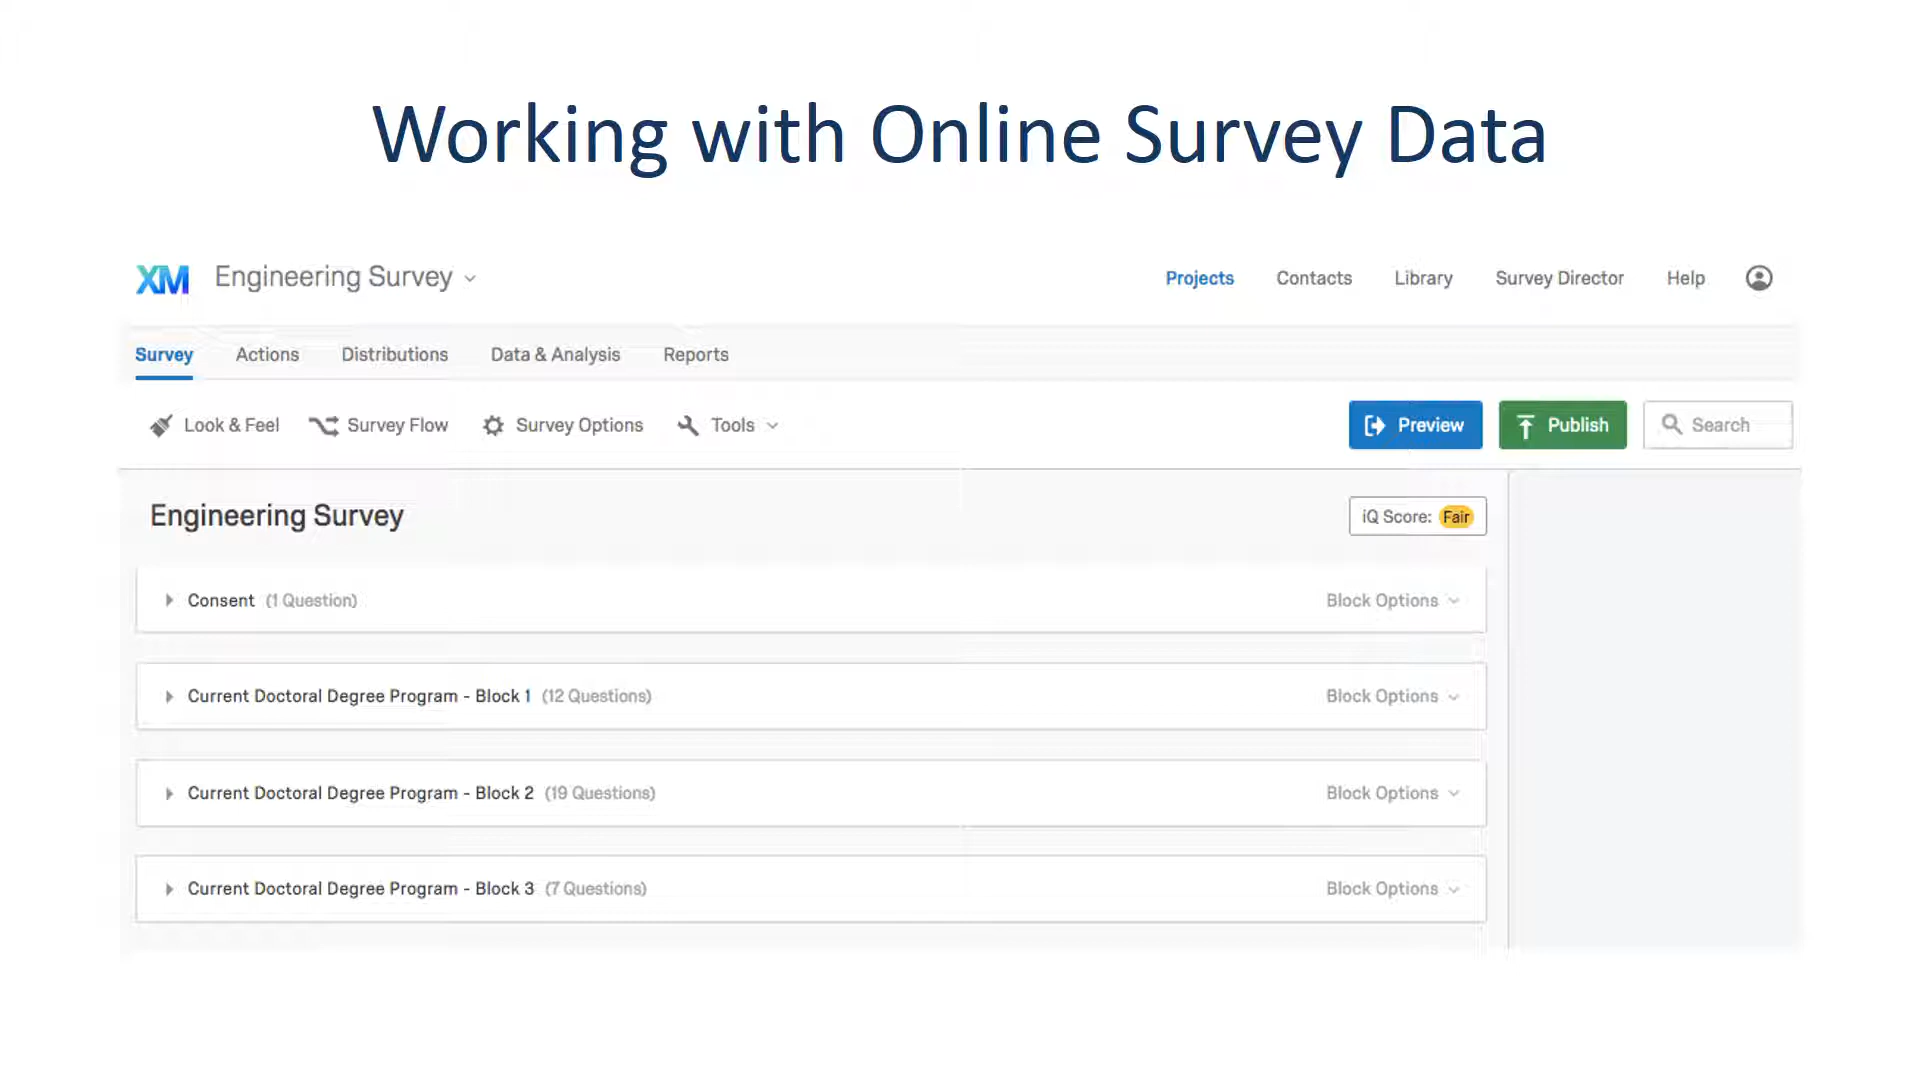 Working with Online Survey Data
XM Engineering Survey Projects Contacts Library Survey Director Help
Survey Actions Distributions Data & Analysis Reports
Look & Feel Survey Flow Survey Options Tools Preview Publish Search
Engineering Survey iQ Score: Fair
Consent (1 Question) Block Options
Current Doctoral Degree Program - Block 1 (12 Questions) Block Options
Current Doctoral Degree Program - Block 2 (19 Questions) Block Options
Current Doctoral Degree Program - Block 3 (7 Questions) Block Options